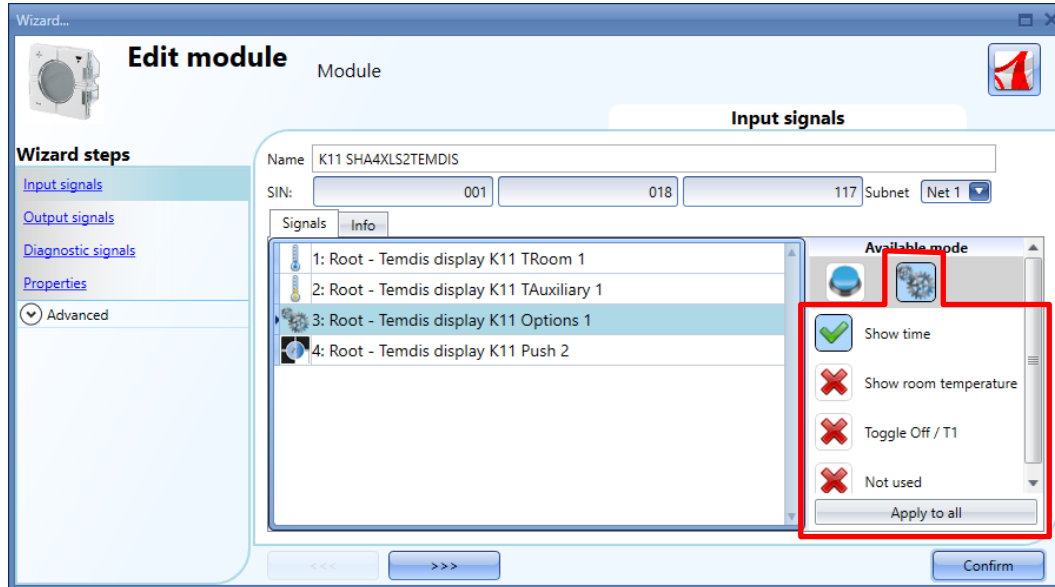 Wizard...
Edit module
Module
Input signals
Wizard steps
Input signals
Output signals
Diagnostic signals
Properties
Advanced
Name K11 SHA4XLS2TEMDIS
SIN: 001 018 117 Subnet Net 1
Signals Info
1: Root - Temdis display K11 TRoom 1
2: Root - Temdis display K11 TAuxiliary 1
3: Root - Temdis display K11 Options 1
4: Root - Temdis display K11 Push 2
Available mode
Show time
Show room temperature
Toggle Off / T1
Not used
Apply to all
<<< >>> Confirm